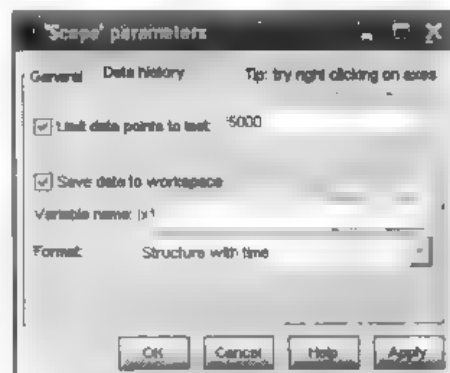 'Scope' parameters
General Data history Tip: try right clicking on axes
Limit data points to last: 5000
Save data to workspace
Variable name: x1
Format: Structure with time
OK Cancel Help Apply